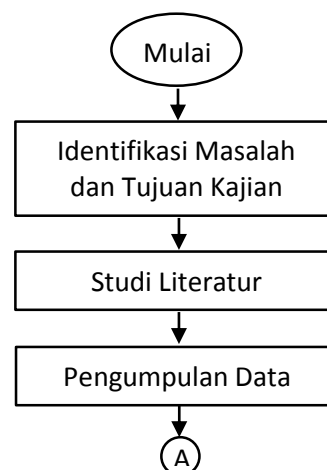 Mulai
Identifikasi Masalah
dan Tujuan Kajian
Studi Literatur
Pengumpulan Data
A